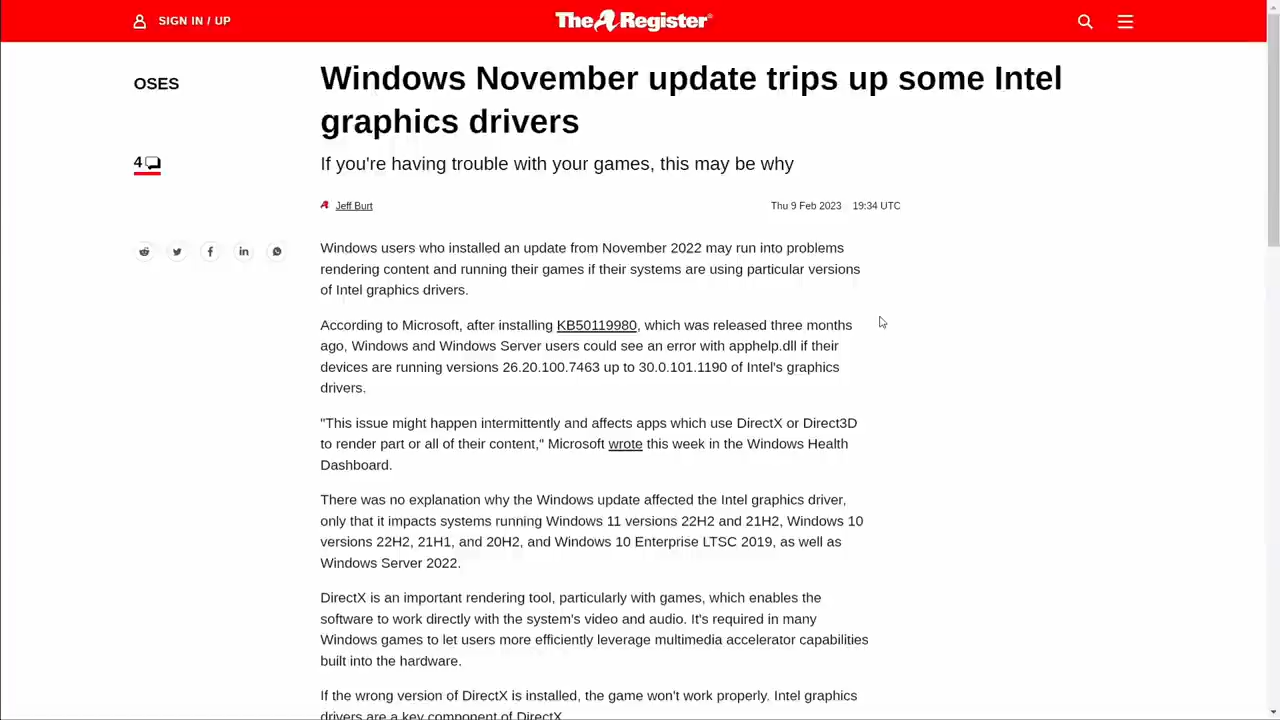 SIGN IN / UP
The Register®
OSES
Windows November update trips up some Intel
graphics drivers
4
If you're having trouble with your games, this may be why
Jeff Burt
Thu 9 Feb 2023 19:34 UTC
Windows users who installed an update from November 2022 may run into problems
rendering content and running their games if their systems are using particular versions
of Intel graphics drivers.
According to Microsoft, after installing KB50119980, which was released three months
ago, Windows and Windows Server users could see an error with apphelp.dll if their
devices are running versions 26.20.100.7463 up to 30.0.101.1190 of Intel's graphics
drivers.
"This issue might happen intermittently and affects apps which use DirectX or Direct3D
to render part or all of their content," Microsoft wrote this week in the Windows Health
Dashboard.
There was no explanation why the Windows update affected the Intel graphics driver,
only that it impacts systems running Windows 11 versions 22H2 and 21H2, Windows 10
versions 22H2, 21H1, and 20H2, and Windows 10 Enterprise LTSC 2019, as well as
Windows Server 2022.
DirectX is an important rendering tool, particularly with games, which enables the
software to work directly with the system's video and audio. It's required in many
Windows games to let users more efficiently leverage multimedia accelerator capabilities
built into the hardware.
If the wrong version of DirectX is installed, the game won't work properly. Intel graphics
drivers are a key component of DirectX.